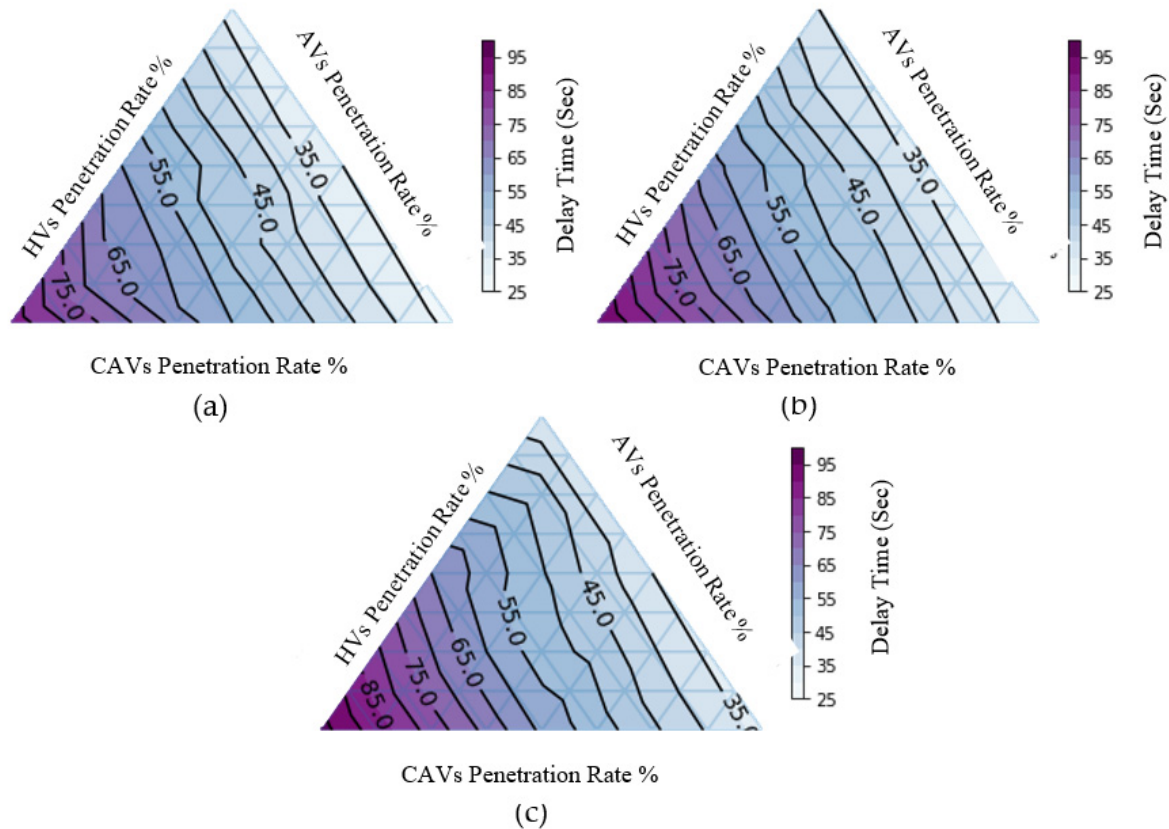 HVs Penetration Rate %
AVs Penetration Rate %
35.0
45.0
55.0
65.0
75.0
95
85
75
65
55
45
35
25
Delay Time (Sec)
CAVs Penetration Rate %
(a)
HVs Penetration Rate %
AVs Penetration Rate %
35.0
45.0
55.0
65.0
75.0
95
85
75
65
55
45
35
25
Delay Time (Sec)
CAVs Penetration Rate %
(b)
HVs Penetration Rate %
AVs Penetration Rate %
45.0
55.0
65.0
75.0
85.0
35.0
95
85
75
65
55
45
35
25
Delay Time (Sec)
CAVs Penetration Rate %
(c)